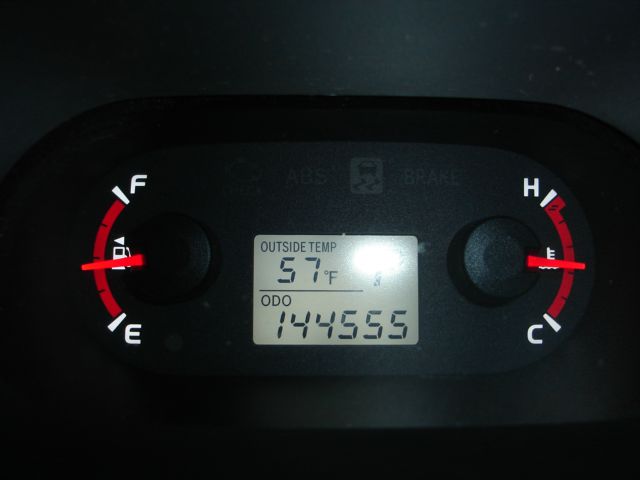 F
H
ABS
BRAKE
OUTSIDE TEMP
57°F
ODO
144555
E
C